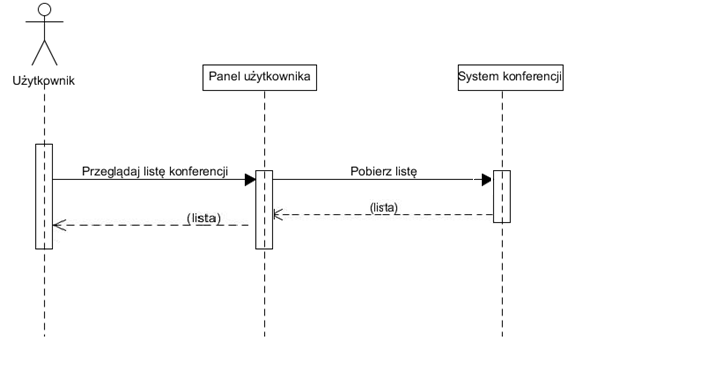 Użytkownik
Panel użytkownika
System konferencji
Przeglądaj listę konferencji
Pobierz listę
(lista)
(lista)